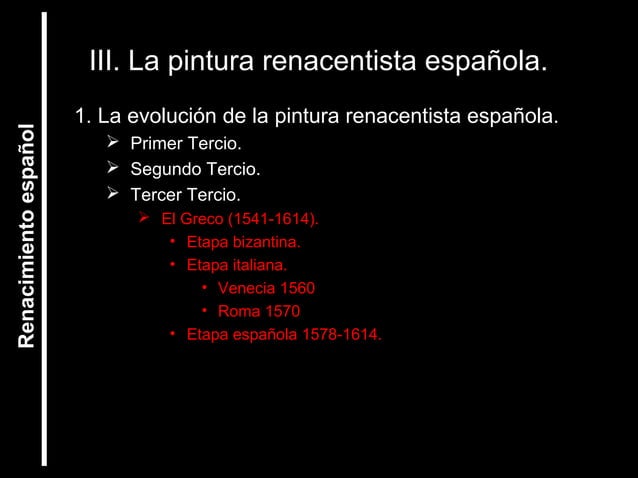 III. La pintura renacentista española.
1. La evolución de la pintura renacentista española.
➢ Primer Tercio.
➢ Segundo Tercio.
➢ Tercer Tercio.
➢ El Greco (1541-1614).
• Etapa bizantina.
• Etapa italiana.
• Venecia 1560
• Roma 1570
• Etapa española 1578-1614.
Renacimiento español